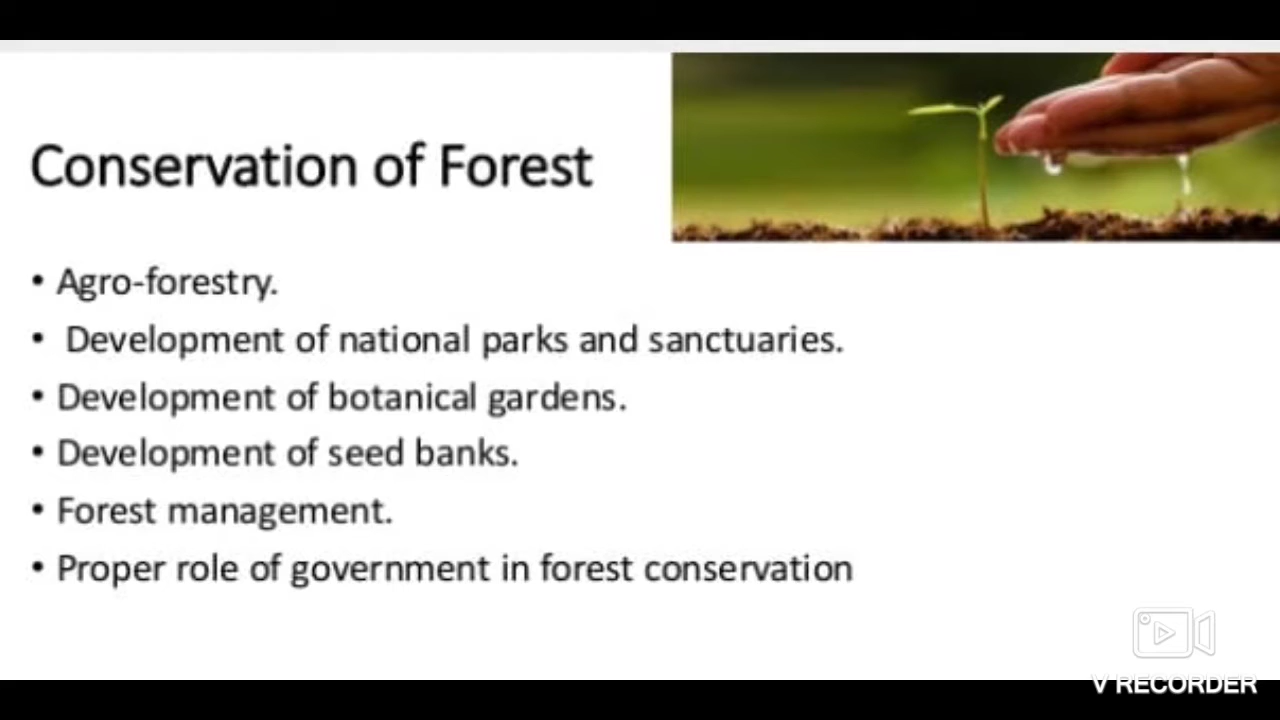 Conservation of Forest
• Agro-forestry.
• Development of national parks and sanctuaries.
• Development of botanical gardens.
• Development of seed banks.
• Forest management.
• Proper role of government in forest conservation
V RECORDER